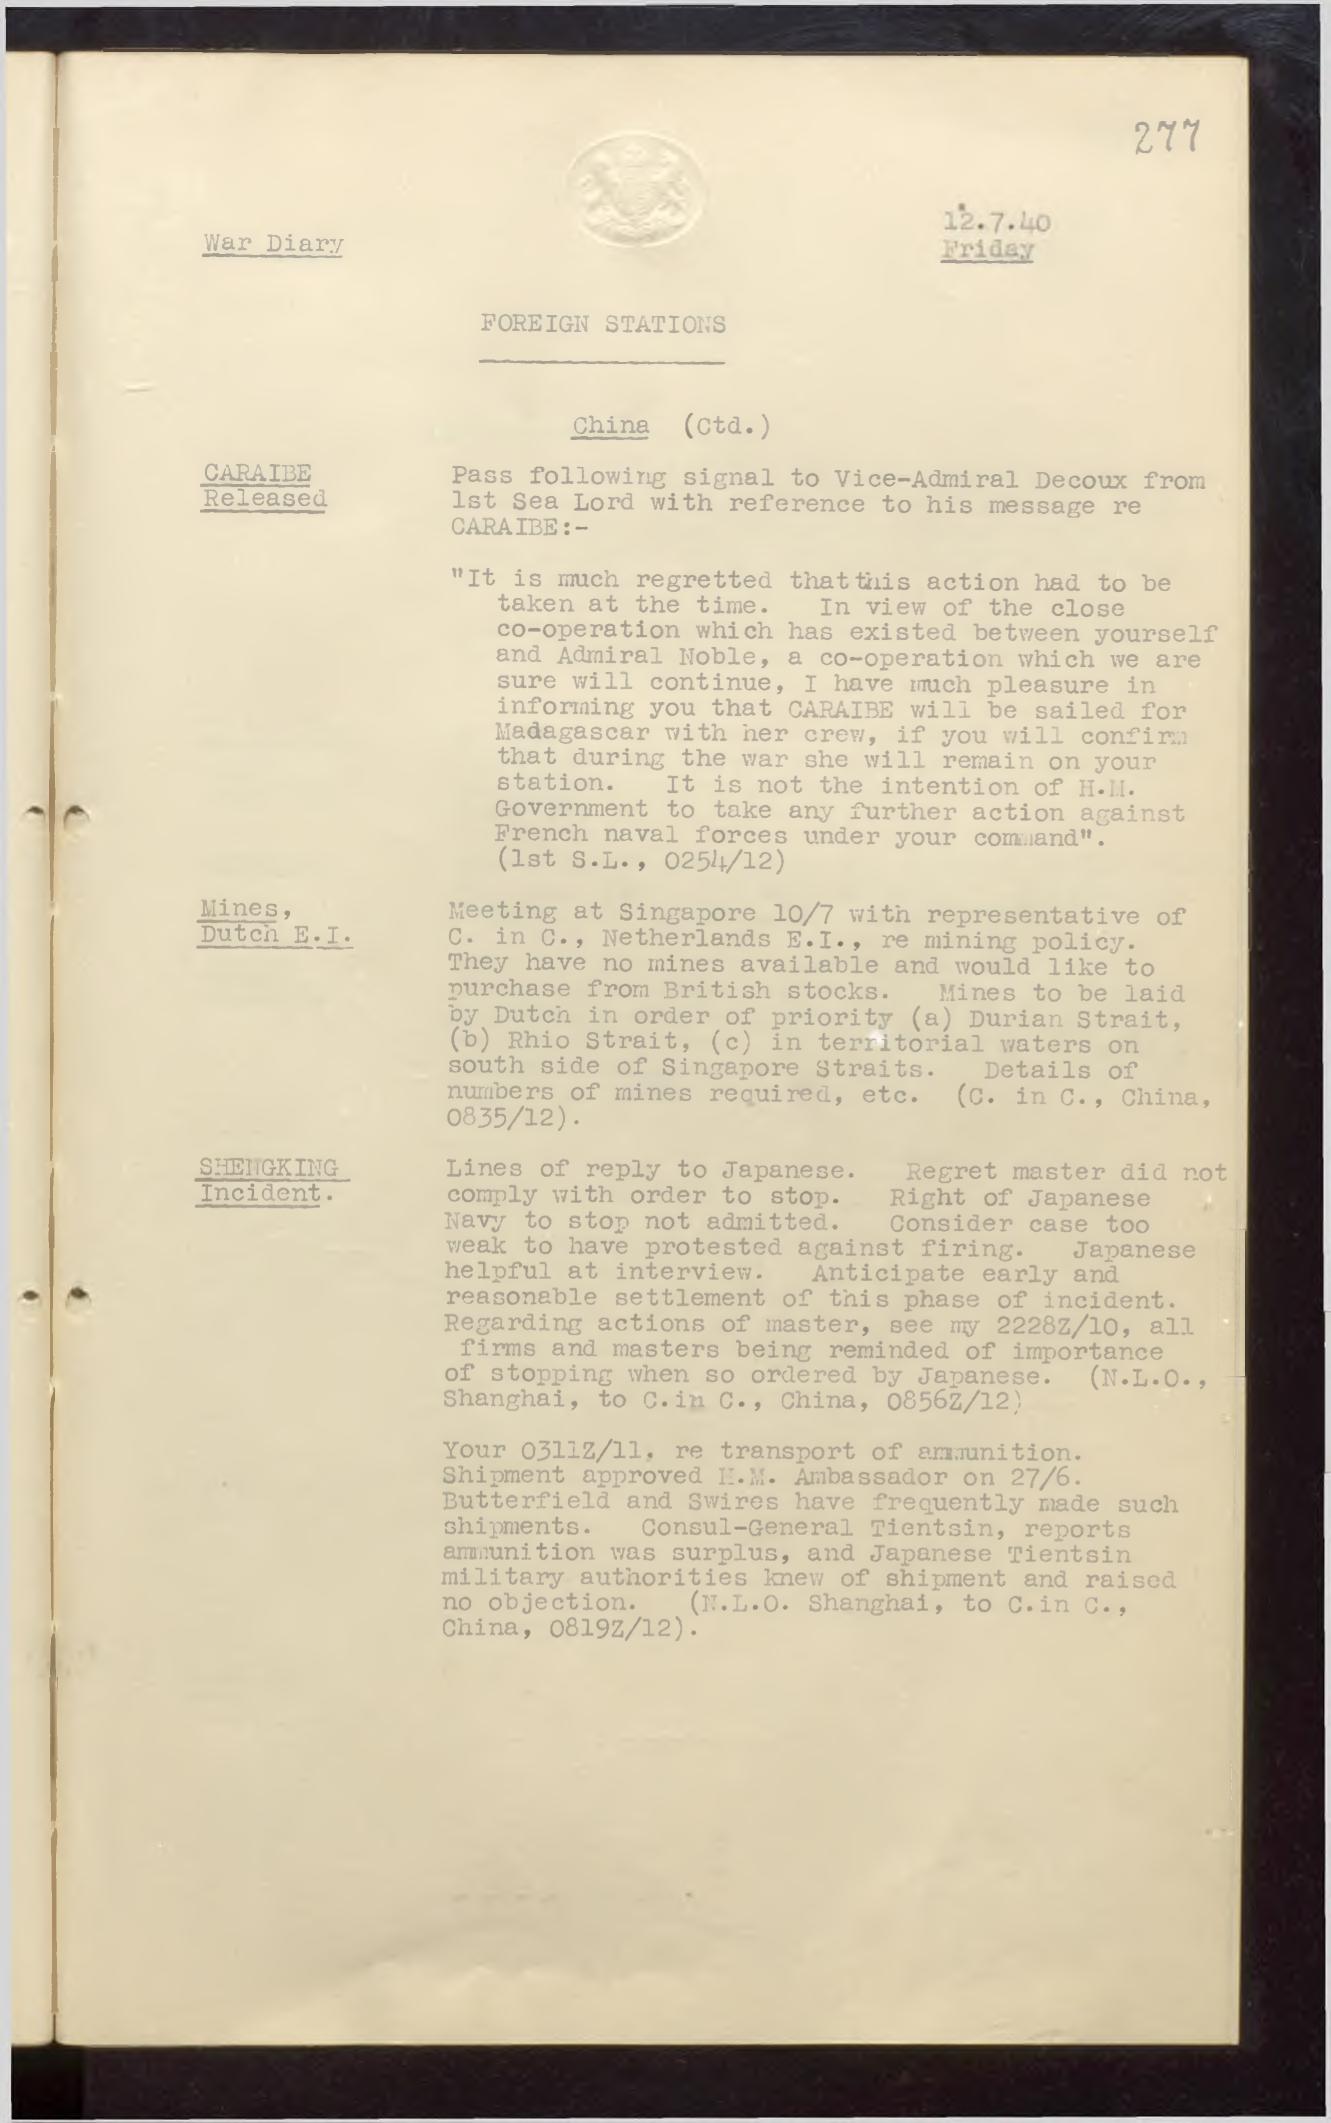 277
12.7.40
War Diary
Friday
FOREIGN STATIONS
China (Ctd.)
CARAIBE
Released
Pass following signal to Vice-Admiral Decoux from
1st Sea Lord with reference to his message re
CARAIBE:-
"It is much regretted that this action had to be
taken at the time. In view of the close
co-operation which has existed between yourself
and Admiral Noble, a co-operation which we are
sure will continue, I have much pleasure in
informing you that CARAIBE will be sailed for
Madagascar with her crew, if you will confirm
that during the war she will remain on your
station. It is not the intention of H.M.
Government to take any further action against
French naval forces under your command".
(1st S.L., 0254/12)
Mines,
Dutch E.I.
Meeting at Singapore 10/7 with representative of
C. in C., Netherlands E.I., re mining policy.
They have no mines available and would like to
purchase from British stocks. Mines to be laid
by Dutch in order of priority (a) Durian Strait,
(b) Rhio Strait, (c) in territorial waters on
south side of Singapore Straits. Details of
numbers of mines required, etc. (C. in C., China,
0835/12).
SHENGKING
Incident.
Lines of reply to Japanese. Regret master did not
comply with order to stop. Right of Japanese
Navy to stop not admitted. Consider case too
weak to have protested against firing. Japanese
helpful at interview. Anticipate early and
reasonable settlement of this phase of incident.
Regarding actions of master, see my 2228Z/10, all
firms and masters being reminded of importance
of stopping when so ordered by Japanese. (N.L.O.,
Shanghai, to C.in C., China, 0856Z/12)
Your 0311Z/11, re transport of ammunition.
Shipment approved H.M. Ambassador on 27/6.
Butterfield and Swires have frequently made such
shipments. Consul-General Tientsin, reports
ammunition was surplus, and Japanese Tientsin
military authorities knew of shipment and raised
no objection. (N.L.O. Shanghai, to C.in C.,
China, 0819Z/12).